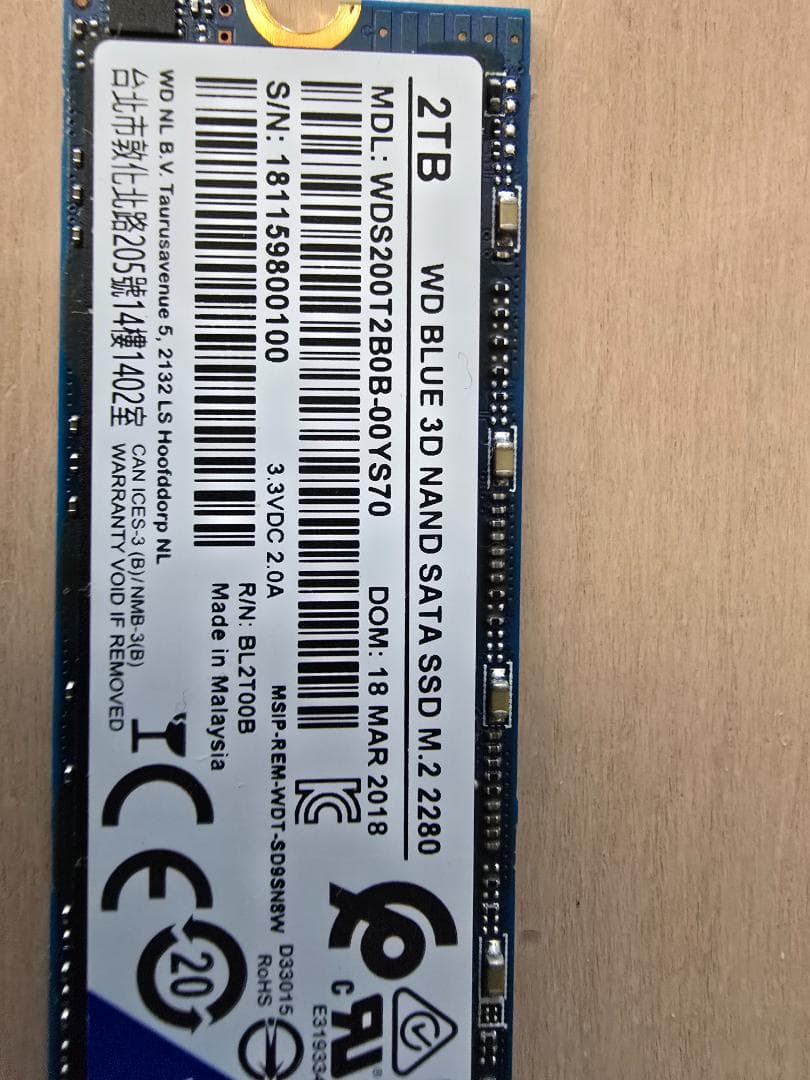 2TB WD BLUE 3D NAND SATA SSD M.2 2280
MDL: WDS200T2B0B-00YS70 DOM: 18 MAR 2018
S/N: 181159800100 3.3VDC 2.0A MSIP-REM-WDT-SD9SN8W
R/N: BL2T00B
Made in Malaysia
WD NL B.V. Taurusavenue 5, 2132 LS Hoofddorp NL
台北市敦化北路205號14樓1402室
CAN ICES-3 (B)/NMB-3(B)
WARRANTY VOID IF REMOVED
D33015
RoHS
20